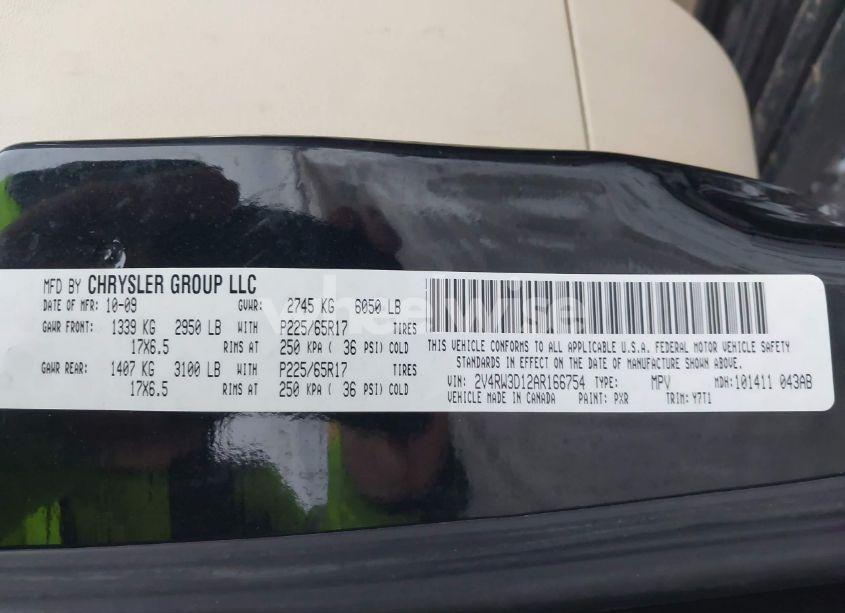 MFD BY CHRYSLER GROUP LLC
DATE OF MFR: 10-09 GVWR: 2745 KG 6050 LB
GAWR FRONT: 1339 KG 2950 LB WITH P225/65R17 TIRES
17X6.5 RIMS AT 250 KPA ( 36 PSI) COLD
GAWR REAR: 1407 KG 3100 LB WITH P225/65R17 TIRES
17X6.5 RIMS AT 250 KPA ( 36 PSI) COLD
THIS VEHICLE CONFORMS TO ALL APPLICABLE U.S.A. FEDERAL MOTOR VEHICLE SAFETY
STANDARDS IN EFFECT ON THE DATE OF MANUFACTURE SHOWN ABOVE.
VIN: 2V4RW3D12AR166754 TYPE: MPV MDH: 101411 043AB
VEHICLE MADE IN CANADA PAINT: PXR TRIM: Y7T1